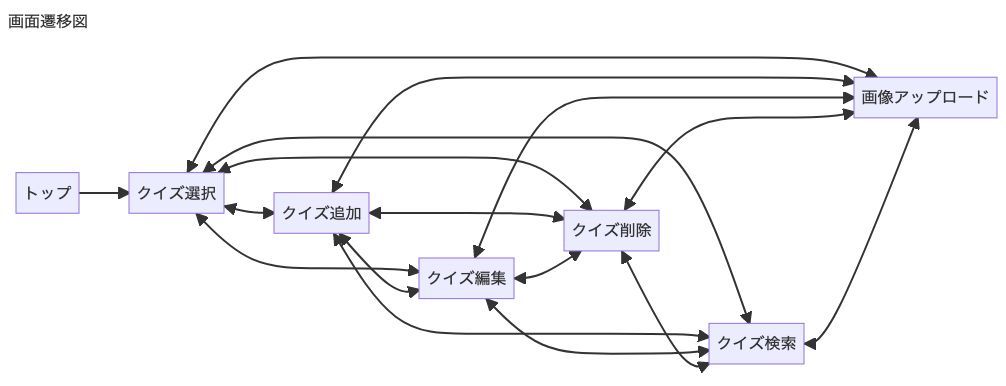 画面遷移図
画像アップロード
トップ
クイズ選択
クイズ追加
クイズ削除
クイズ編集
クイズ検索